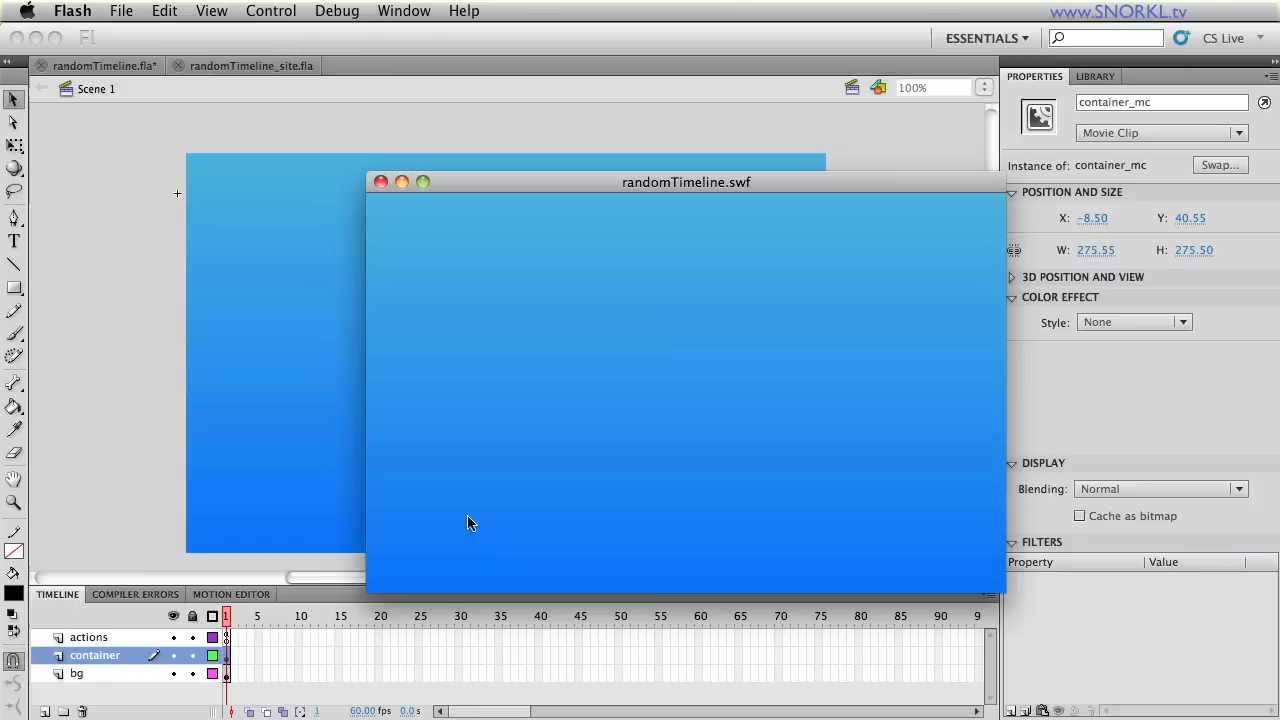 Flash File Edit View Control Debug Window Help
www.SNORKL.tv
Fl ESSENTIALS CS Live
randomTimeline.fla* randomTimeline_site.fla
Scene 1 100%
randomTimeline.swf
PROPERTIES LIBRARY
container_mc
Movie Clip
Instance of: container_mc Swap...
POSITION AND SIZE
X: -8.50 Y: 40.55
W: 275.55 H: 275.50
3D POSITION AND VIEW
COLOR EFFECT
Style: None
DISPLAY
Blending: Normal
Cache as bitmap
FILTERS
Property Value
TIMELINE COMPILER ERRORS MOTION EDITOR
1 5 10 15 20 25 30 35 40 45 50 55 60 65 70 75 80 85 90 9
actions
container
bg
1 60.00 fps 0.0 s